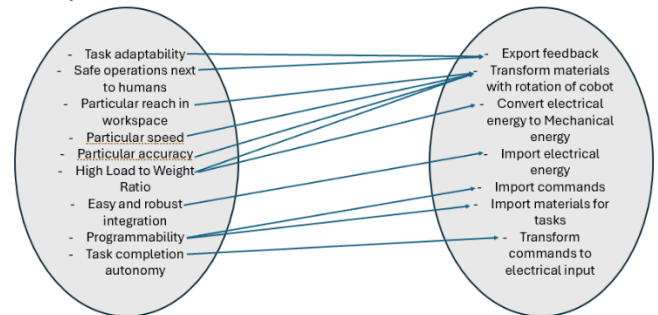 - Task adaptability
- Safe operations next
to humans
- Particular reach in
workspace
- Particular speed
- Particular accuracy
- High Load to Weight
Ratio
- Easy and robust
integration
- Programmability
- Task completion
autonomy
- Export feedback
- Transform materials
with rotation of cobot
- Convert electrical
energy to Mechanical
energy
- Import electrical
energy
- Import commands
- Import materials for
tasks
- Transform
commands to
electrical input